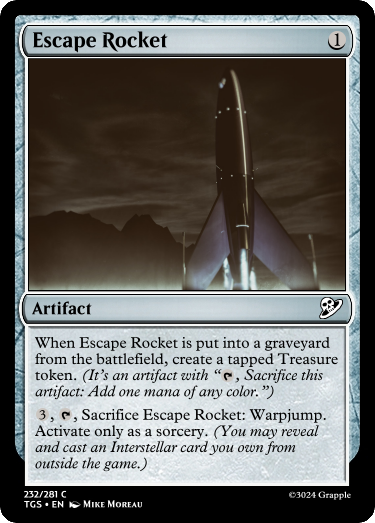 Escape Rocket 1
Artifact
When Escape Rocket is put into a graveyard
from the battlefield, create a tapped Treasure
token. (It's an artifact with “, Sacrifice this
artifact: Add one mana of any color.”)
3, , Sacrifice Escape Rocket: Warpjump.
Activate only as a sorcery. (You may reveal
and cast an Interstellar card you own from
outside the game.)
232/281 C
TGS • EN Mike Moreau
©3024 Grapple